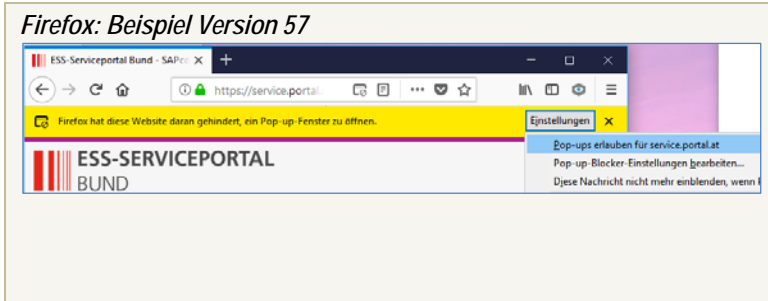 Firefox: Beispiel Version 57
ESS-Serviceportal Bund - SAP
https://service.portal.
Firefox hat diese Website daran gehindert, ein Pop-up-Fenster zu öffnen.
Einstellungen
Pop-ups erlauben für service.portal.at
ESS-SERVICEPORTAL
Pop-up-Blocker-Einstellungen bearbeiten...
BUND
Diese Nachricht nicht mehr einblenden, wenn